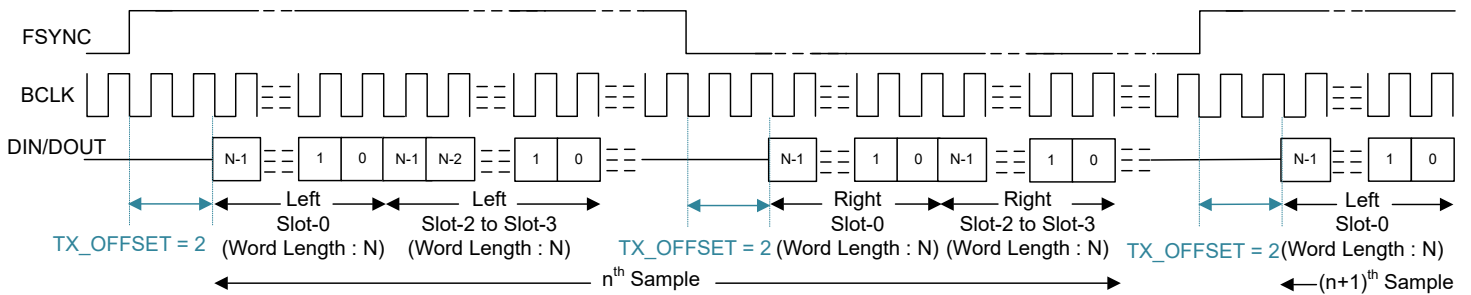 FSYNC
BCLK
DIN/DOUT
N-1 1 0 N-1 N-2 1 0 N-1 1 0 N-1 1 0 N-1 1 0
TX_OFFSET = 2
Left
Slot-0
(Word Length : N)
Left
Slot-2 to Slot-3
(Word Length : N)
TX_OFFSET = 2
Right
Slot-0
(Word Length : N)
Right
Slot-2 to Slot-3
(Word Length : N)
TX_OFFSET = 2
Left
Slot-0
(Word Length : N)
nth Sample
(n+1)th Sample